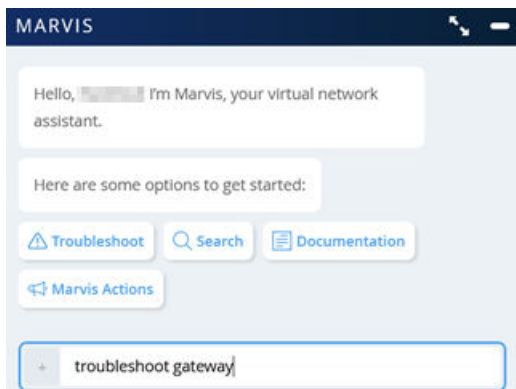 MARVIS
Hello, I'm Marvis, your virtual network
assistant.
Here are some options to get started:
Troubleshoot Search Documentation
Marvis Actions
+ troubleshoot gateway